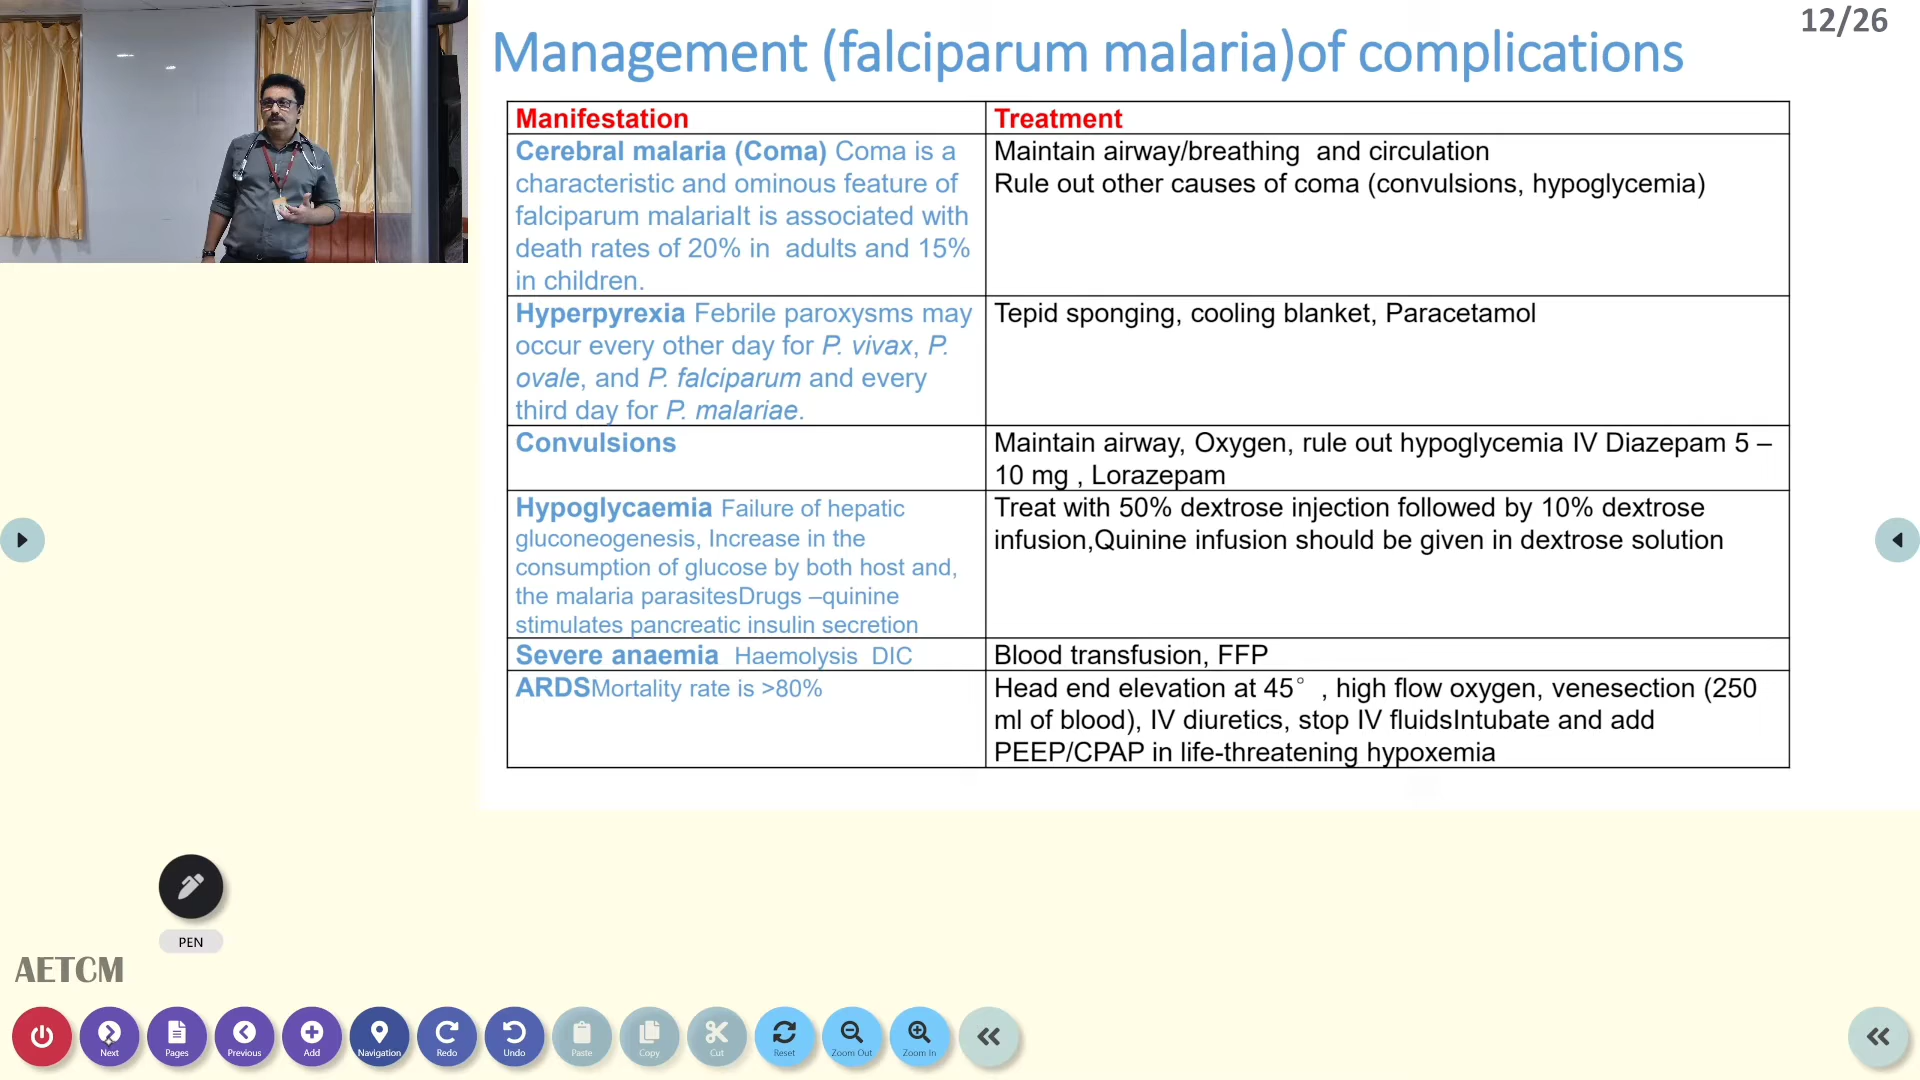 12/26
Management (falciparum malaria)of complications
Manifestation
Treatment
Cerebral malaria (Coma) Coma is a
characteristic and ominous feature of
falciparum malariaIt is associated with
death rates of 20% in  adults and 15%
in children.
Maintain airway/breathing  and circulation
Rule out other causes of coma (convulsions, hypoglycemia)
Hyperpyrexia Febrile paroxysms may
occur every other day for P. vivax, P.
ovale, and P. falciparum and every
third day for P. malariae.
Tepid sponging, cooling blanket, Paracetamol
Convulsions
Maintain airway, Oxygen, rule out hypoglycemia IV Diazepam 5 –
10 mg , Lorazepam
Hypoglycaemia Failure of hepatic
gluconeogenesis, Increase in the
consumption of glucose by both host and,
the malaria parasitesDrugs –quinine
stimulates pancreatic insulin secretion
Treat with 50% dextrose injection followed by 10% dextrose
infusion,Quinine infusion should be given in dextrose solution
Severe anaemia  Haemolysis  DIC
Blood transfusion, FFP
ARDSMortality rate is >80%
Head end elevation at 45° , high flow oxygen, venesection (250
ml of blood), IV diuretics, stop IV fluidsIntubate and add
PEEP/CPAP in life-threatening hypoxemia
PEN
AETCM
Next
Pages
Previous
Add
Navigation
Redo
Undo
Paste
Copy
Cut
Reset
Zoom Out
Zoom In